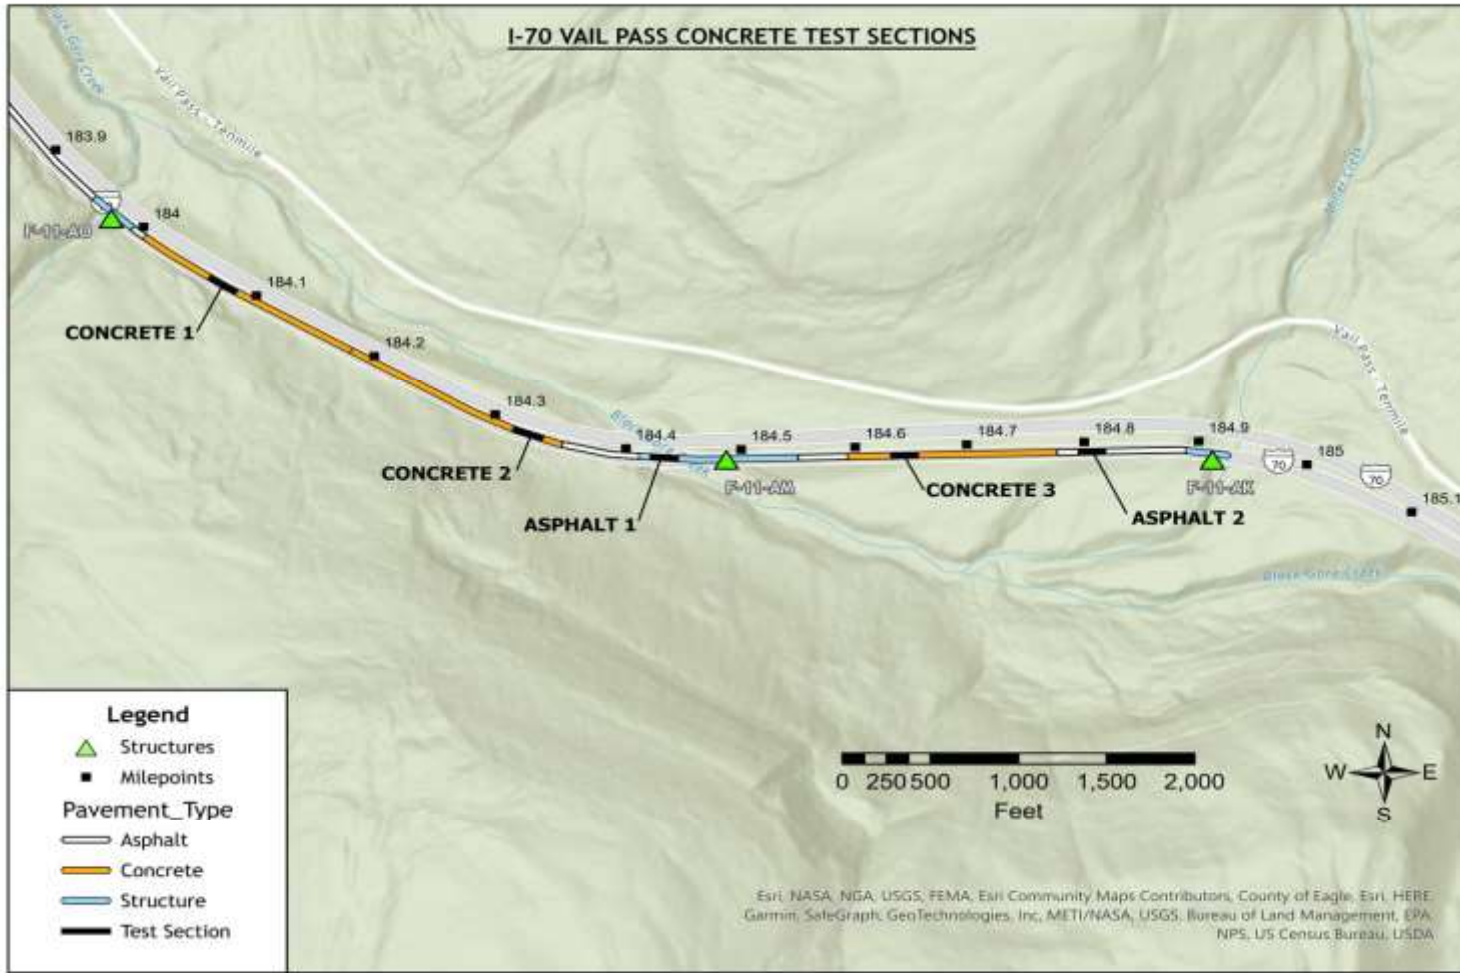 I-70 VAIL PASS CONCRETE TEST SECTIONS
Vail Pass - Tenmile
183.9
F-11-AO
184
184.1
CONCRETE 1
184.2
184.3
CONCRETE 2
184.4
ASPHALT 1
184.5
F-11-AM
184.6
CONCRETE 3
184.7
184.8
ASPHALT 2
184.9
F-11-AK
70
185
70
185.1
Vail Pass - Tenmile
Black Gore Creek
Legend
Structures
Milepoints
Pavement_Type
Asphalt
Concrete
Structure
Test Section
0 250 500 1,000 1,500 2,000
Feet
N
W E
S
Esri, NASA, NGA, USGS, FEMA, Esri Community Maps Contributors, County of Eagle, Esri, HERE,
Garmin, SafeGraph, GeoTechnologies, Inc, METI/NASA, USGS, Bureau of Land Management, EPA,
NPS, US Census Bureau, USDA